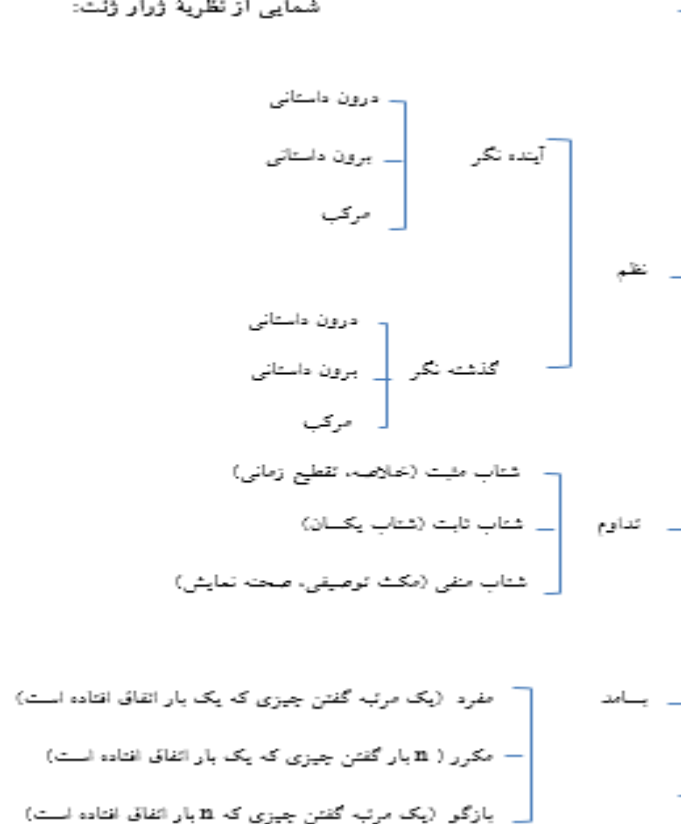 شمایی از نظریهٔ ژرار ژنت:
درون داستانی
آینده نگر
برون داستانی
مرکب
نظم
درون داستانی
گذشته نگر
برون داستانی
مرکب
شتاب مثبت (خلاصه، تقطیع زمانی)
تداوم
شتاب ثابت (شتاب یکسان)
شتاب منفی (مکث توصیفی، صحنه نمایش)
بسامد
مفرد (یک مرتبه گفتن چیزی که یک بار اتفاق افتاده است)
مکرر ( n بار گفتن چیزی که یک بار اتفاق افتاده است)
بازگو (یک مرتبه گفتن چیزی که n بار اتفاق افتاده است)